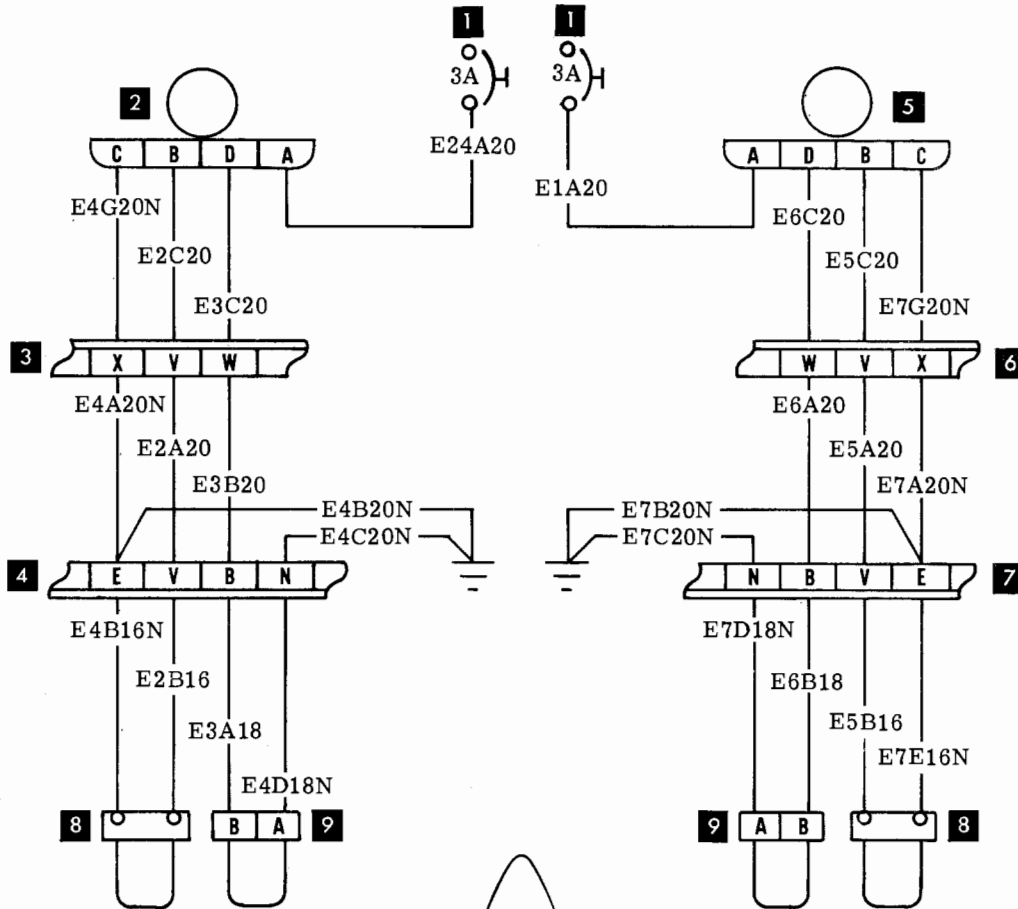 1 1
3A 3A
2 5
C B D A A D B C
E24A20
E1A20
E4G20N E6C20
E2C20 E5C20
E3C20 E7G20N
3 X V W W V X 6
E4A20N E6A20
E2A20 E5A20
E3B20 E7A20N
E4B20N E7B20N
E4C20N E7C20N
4 E V B N N B V E 7
E4B16N E7D18N
E2B16 E6B18
E3A18 E5B16
E4D18N E7E16N
8 B A 9 9 A B 8